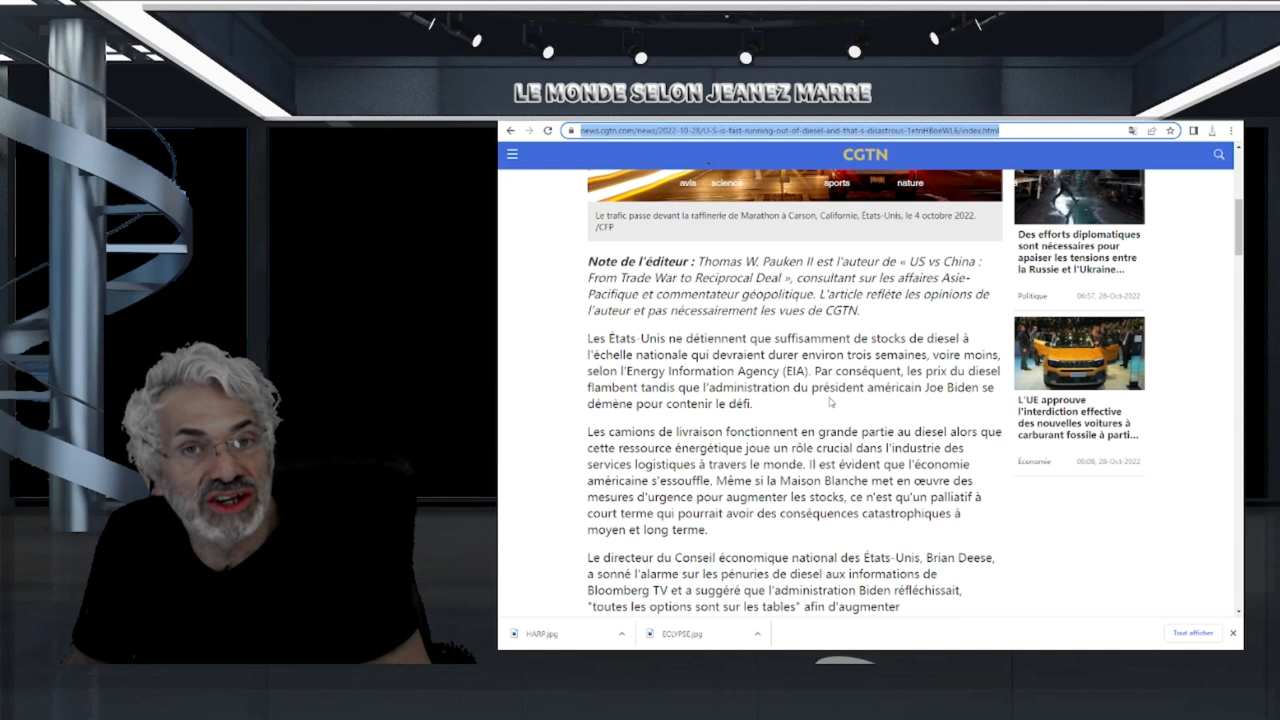 LE MONDE SELON JEANEZ MARRE
news.cgtn.com/news/2022-10-28/U-S-is-fast-running-out-of-diesel-and-that-s-disastrous-1etnHBoeWL6/index.html
CGTN
avis science sports nature
Le trafic passe devant la raffinerie de Marathon à Carson, Californie, États-Unis, le 4 octobre 2022.
/CFP
Note de l'éditeur : Thomas W. Pauken II est l'auteur de « US vs China :
From Trade War to Reciprocal Deal », consultant sur les affaires Asie-
Pacifique et commentateur géopolitique. L'article reflète les opinions de
l'auteur et pas nécessairement les vues de CGTN.
Les États-Unis ne détiennent que suffisamment de stocks de diesel à
l'échelle nationale qui devraient durer environ trois semaines, voire moins,
selon l'Energy Information Agency (EIA). Par conséquent, les prix du diesel
flambent tandis que l'administration du président américain Joe Biden se
démène pour contenir le défi.
Les camions de livraison fonctionnent en grande partie au diesel alors que
cette ressource énergétique joue un rôle crucial dans l'industrie des
services logistiques à travers le monde. Il est évident que l'économie
américaine s'essouffle. Même si la Maison Blanche met en œuvre des
mesures d'urgence pour augmenter les stocks, ce n'est qu'un palliatif à
court terme qui pourrait avoir des conséquences catastrophiques à
moyen et long terme.
Le directeur du Conseil économique national des États-Unis, Brian Deese,
a sonné l'alarme sur les pénuries de diesel aux informations de
Bloomberg TV et a suggéré que l'administration Biden réfléchissait,
"toutes les options sont sur les tables" afin d'augmenter
Des efforts diplomatiques
sont nécessaires pour
apaiser les tensions entre
la Russie et l'Ukraine...
Politique 06:57, 28-Oct-2022
L'UE approuve
l'interdiction effective
des nouvelles voitures à
carburant fossile à parti...
Économie 00:08, 28-Oct-2022
HARP.jpg
ECLYPSE.jpg
Tout afficher